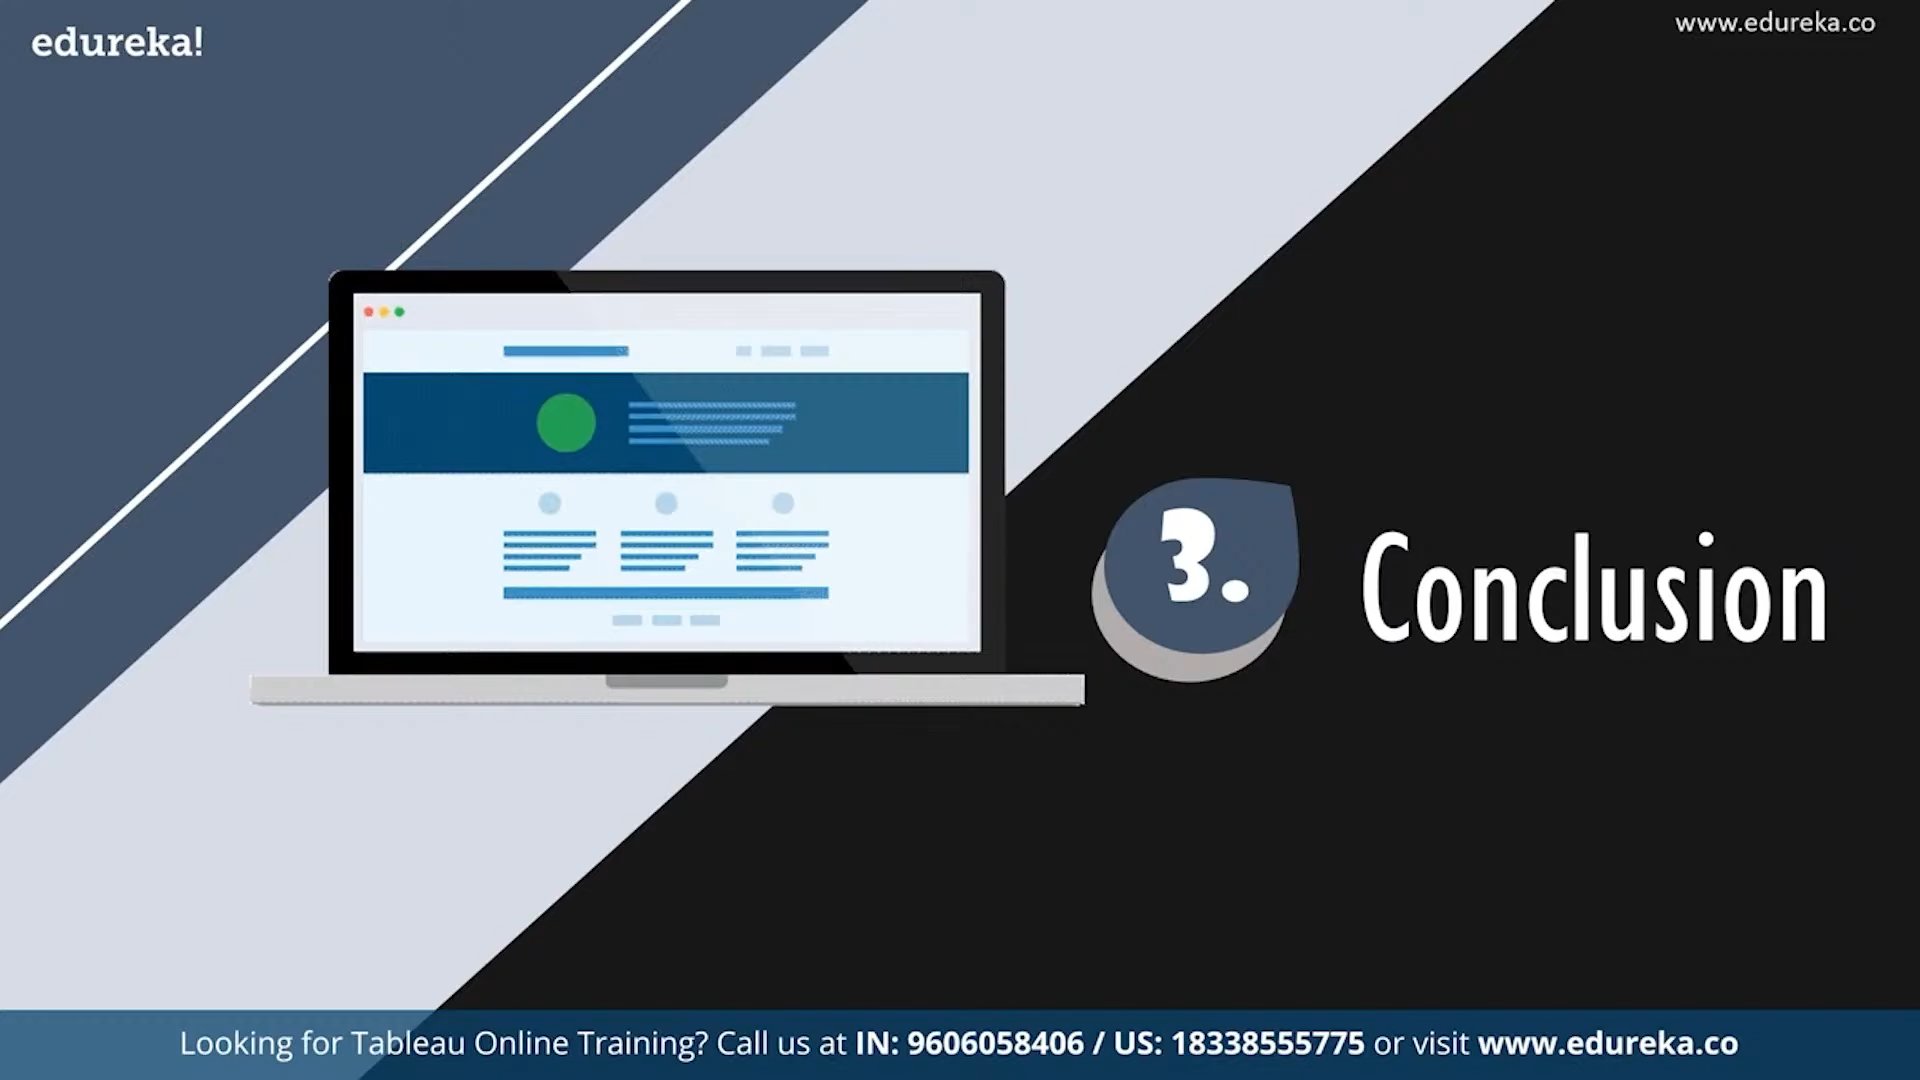 edureka!
www.edureka.co
3. Conclusion
Looking for Tableau Online Training? Call us at IN: 9606058406 / US: 18338555775 or visit www.edureka.co